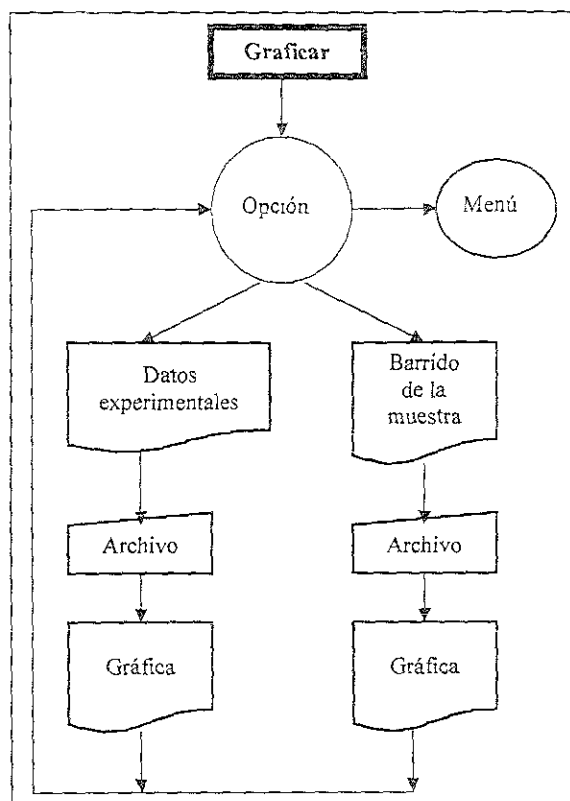 Graficar
Opción
Menú
Datos
experimentales
Barrido
de la
muestra
Archivo
Archivo
Gráfica
Gráfica